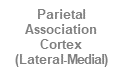 Parietal
Association
Cortex
(Lateral-Medial)